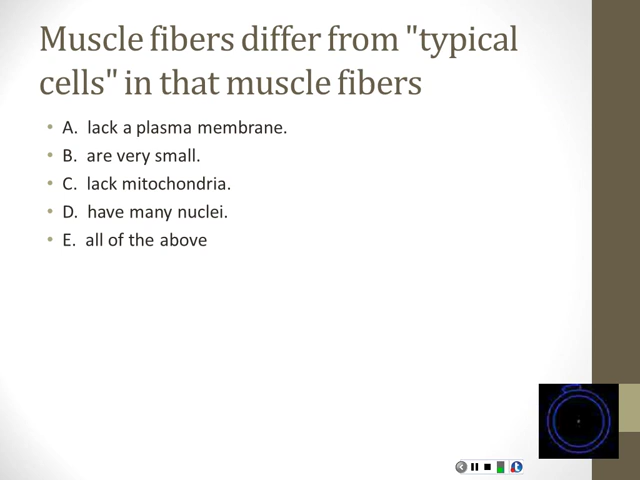 Muscle fibers differ from "typical
cells" in that muscle fibers
• A. lack a plasma membrane.
• B. are very small.
• C. lack mitochondria.
• D. have many nuclei.
• E. all of the above